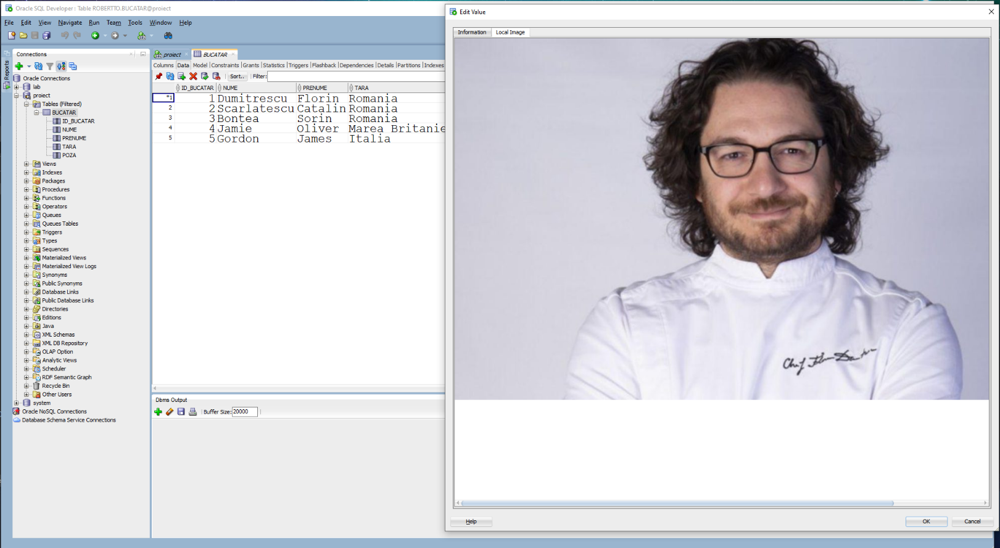 Oracle SQL Developer : Table ROBERTTO.BUCATAR@project
File Edit View Navigate Run Team Tools Window Help
Reports
Connections
Oracle Connections
lab
project
Tables (Filtered)
BUCATAR
ID_BUCATAR
NUME
PRENUME
TARA
POZA
Views
Indexes
Packages
Procedures
Functions
Operators
Queues
Queues Tables
Triggers
Types
Sequences
Materialized Views
Materialized View Logs
Synonyms
Public Synonyms
Database Links
Public Database Links
Directories
Editions
Java
XML Schemas
XML DB Repository
OLAP Option
Analytic Views
Scheduler
RDF Semantic Graph
Recycle Bin
Other Users
system
Oracle NoSQL Connections
Database Schema Service Connections
project BUCATAR
Columns Data Model Constraints Grants Statistics Triggers Flashback Dependencies Details Partitions Indexes
Sort.. Filter:
ID_BUCATAR NUME PRENUME TARA
*1 1 Dumitrescu Florin Romania
2 2 Scarlatescu Catalin Romania
3 3 Bontea Sorin Romania
4 4 Jamie Oliver Marea Britanie
5 5 Gordon James Italia
Dbms Output
Buffer Size: 20000
Edit Value
Information Local Image
Chef
Help OK Cancel